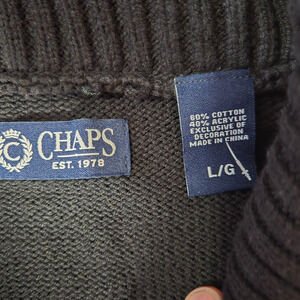 C
CHAPS
EST. 1978
60% COTTON
40% ACRYLIC
EXCLUSIVE OF
DECORATION
MADE IN CHINA
L/G